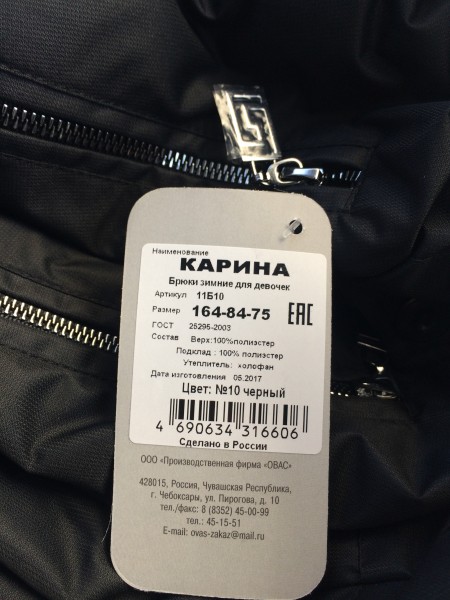 Наименование
КАРИНА
Брюки зимние для девочек
Артикул 11Б10
Размер 164-84-75 ЕАС
ГОСТ 25295-2003
Состав Верх:100%полиэстер
Подклад : 100% полиэстер
Утеплитель: холофан
Дата изготовления 05.2017
Цвет: №10 черный
4 690634 316606
Сделано в России
ООО «Производственная фирма «ОВАС»
428015, Россия, Чувашская Республика,
г. Чебоксары, ул. Пирогова, д. 10
тел./факс: 8 (8352) 45-00-99
тел.: 45-15-51
E-mail: ovas-zakaz@mail.ru